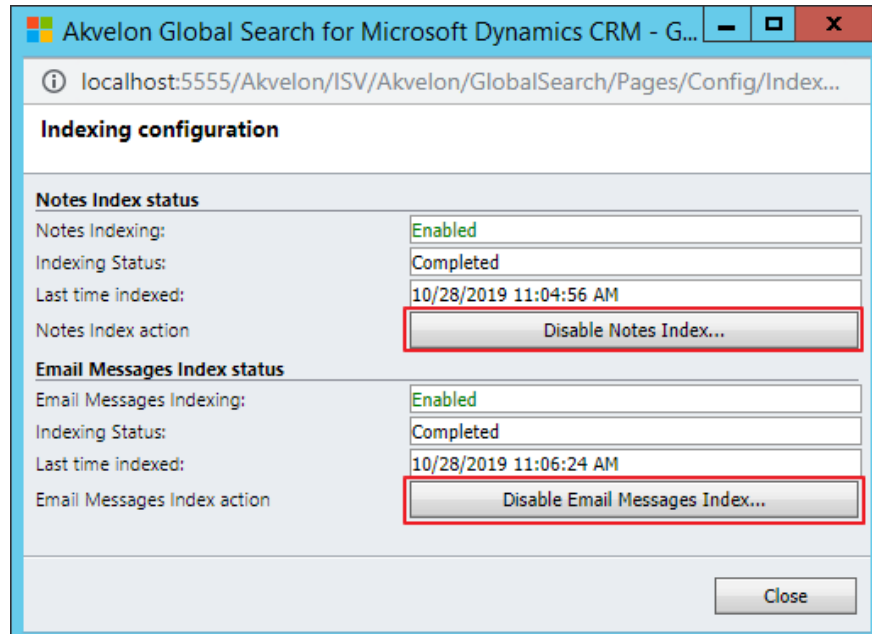 Akvelon Global Search for Microsoft Dynamics CRM - G...
localhost:5555/Akvelon/ISV/Akvelon/GlobalSearch/Pages/Config/Index...
Indexing configuration
Notes Index status
Notes Indexing: Enabled
Indexing Status: Completed
Last time indexed: 10/28/2019 11:04:56 AM
Notes Index action Disable Notes Index...
Email Messages Index status
Email Messages Indexing: Enabled
Indexing Status: Completed
Last time indexed: 10/28/2019 11:06:24 AM
Email Messages Index action Disable Email Messages Index...
Close